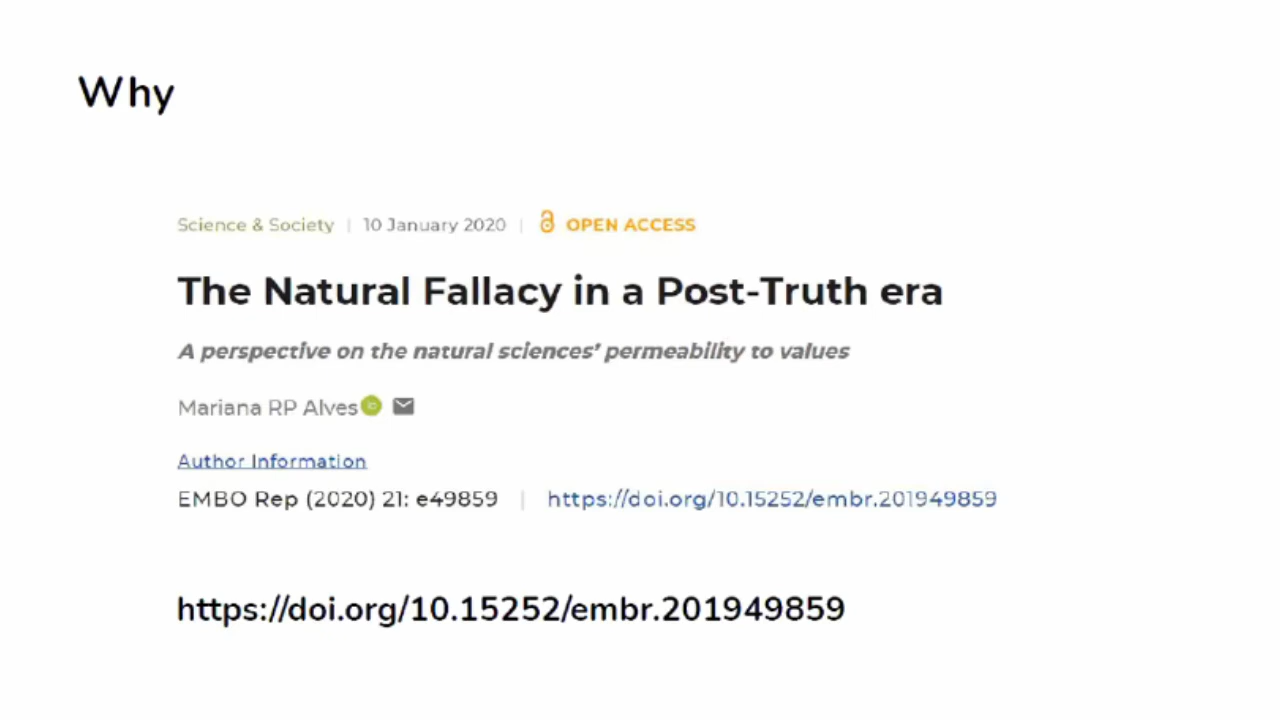 Why
Science & Society | 10 January 2020 | OPEN ACCESS
The Natural Fallacy in a Post-Truth era
A perspective on the natural sciences' permeability to values
Mariana RP Alves
Author Information
EMBO Rep (2020) 21: e49859 | https://doi.org/10.15252/embr.201949859
https://doi.org/10.15252/embr.201949859